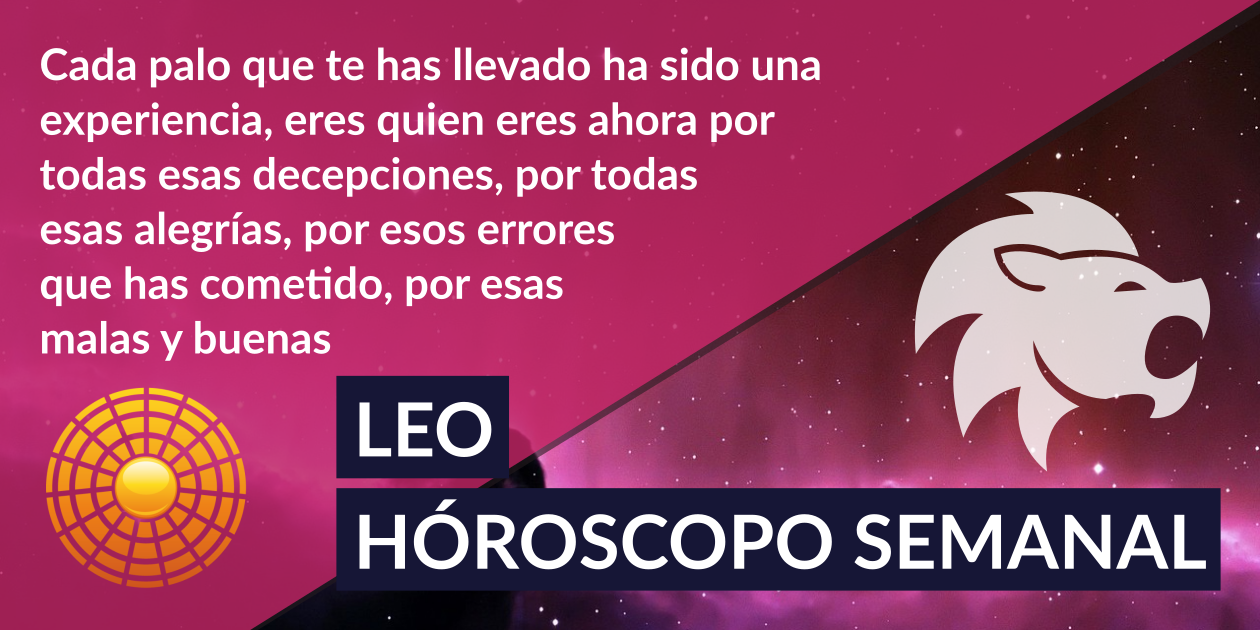 Cada palo que te has llevado ha sido una
experiencia, eres quien eres ahora por
todas esas decepciones, por todas
esas alegrías, por esos errores
que has cometido, por esas
malas y buenas
LEO
HÓROSCOPO SEMANAL